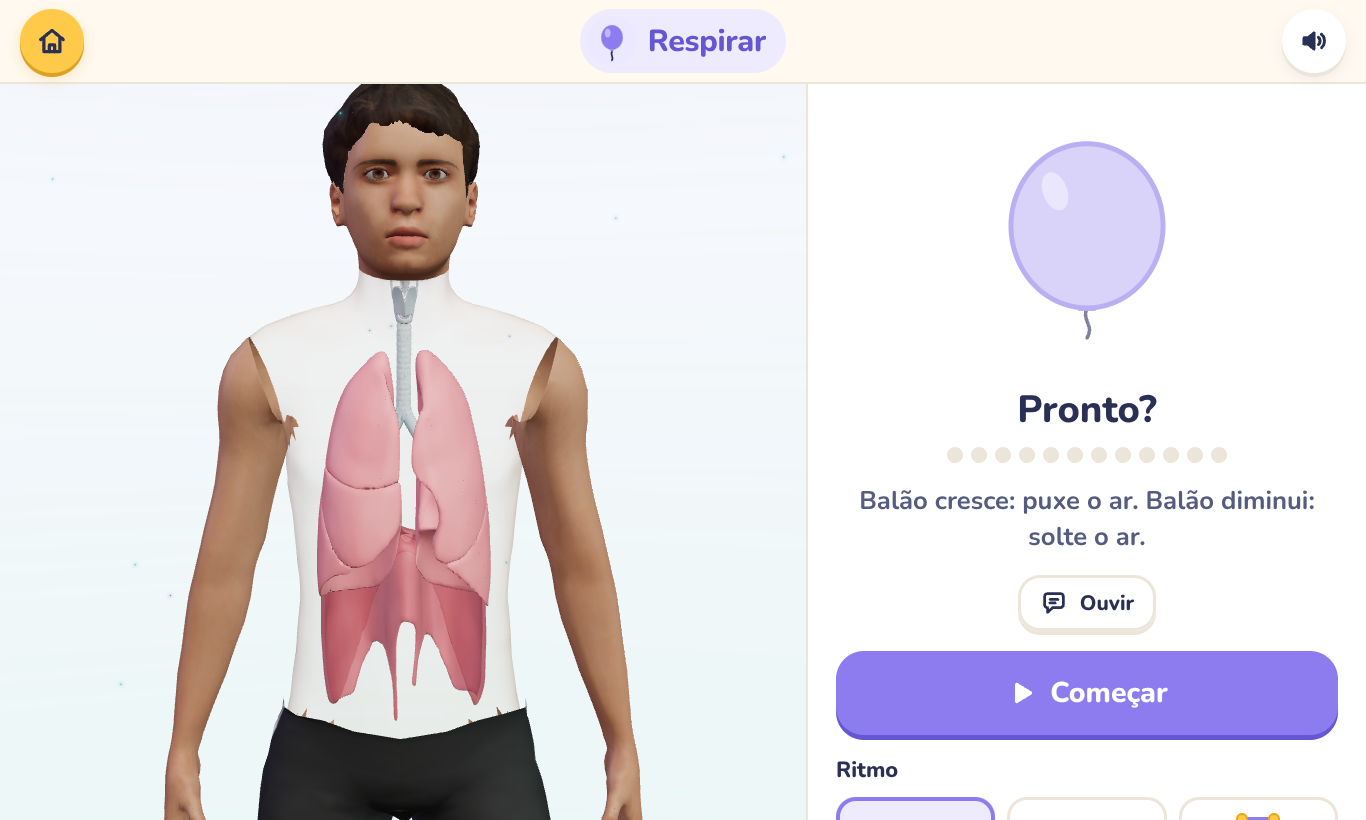 Respirar
Pronto?
Balão cresce: puxe o ar. Balão diminui:
solte o ar.
Ouvir
Começar
Ritmo